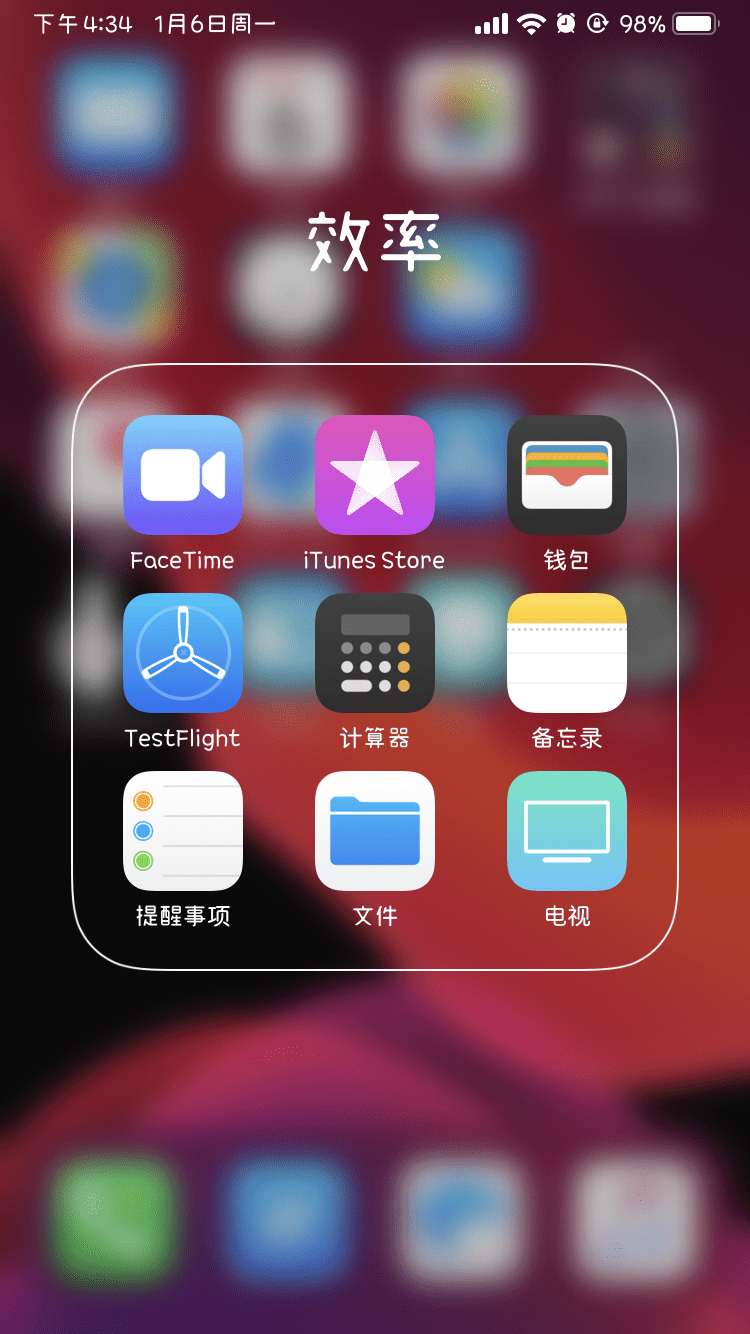 下午4:34 1月6日周一 98%
效率
FaceTime iTunes Store 钱包
TestFlight 计算器 备忘录
提醒事项 文件 电视